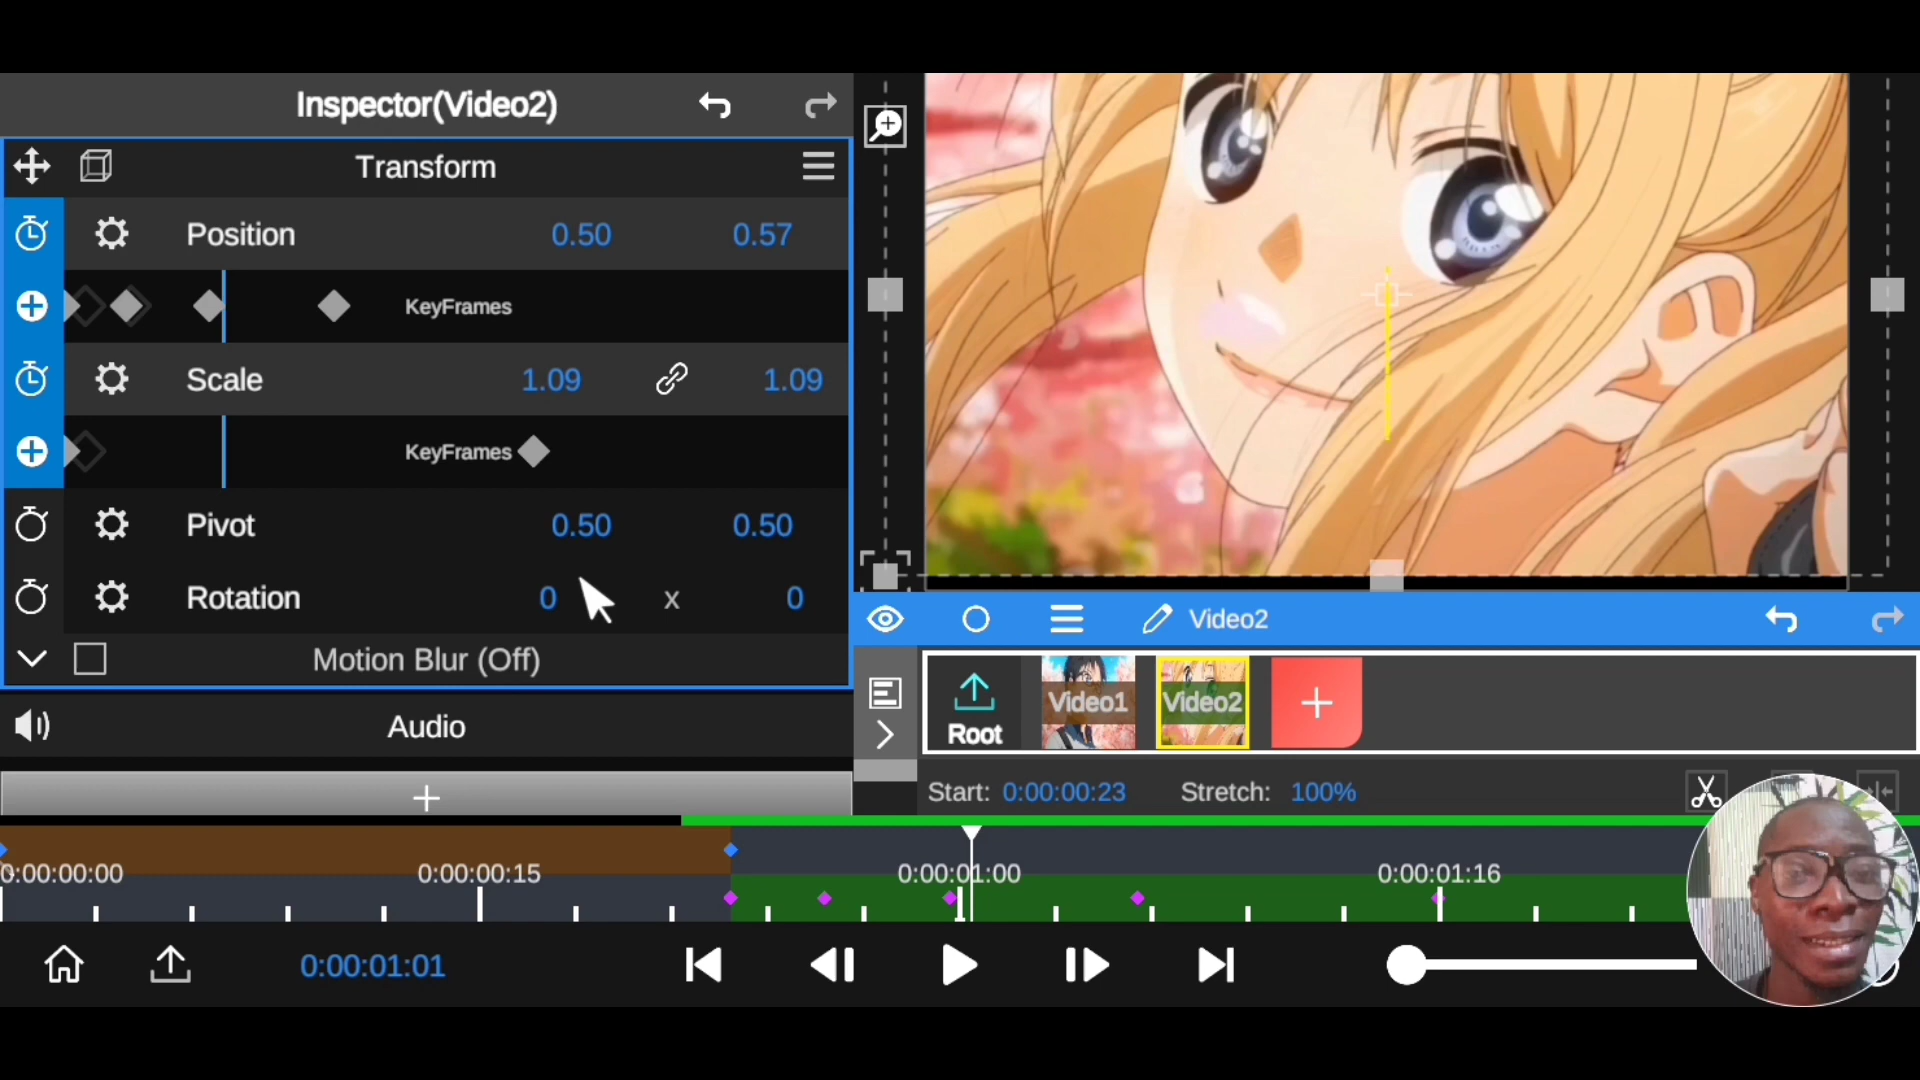 Inspector(Video2)
Transform
Position 0.50 0.57
KeyFrames
Scale 1.09 1.09
KeyFrames
Pivot 0.50 0.50
Rotation 0 x 0
Motion Blur (Off)
Audio
Video2
Root Video1 Video2
Start: 0:00:00:23 Stretch: 100%
0:00:00:00 0:00:00:15 0:00:01:00 0:00:01:16
0:00:01:01